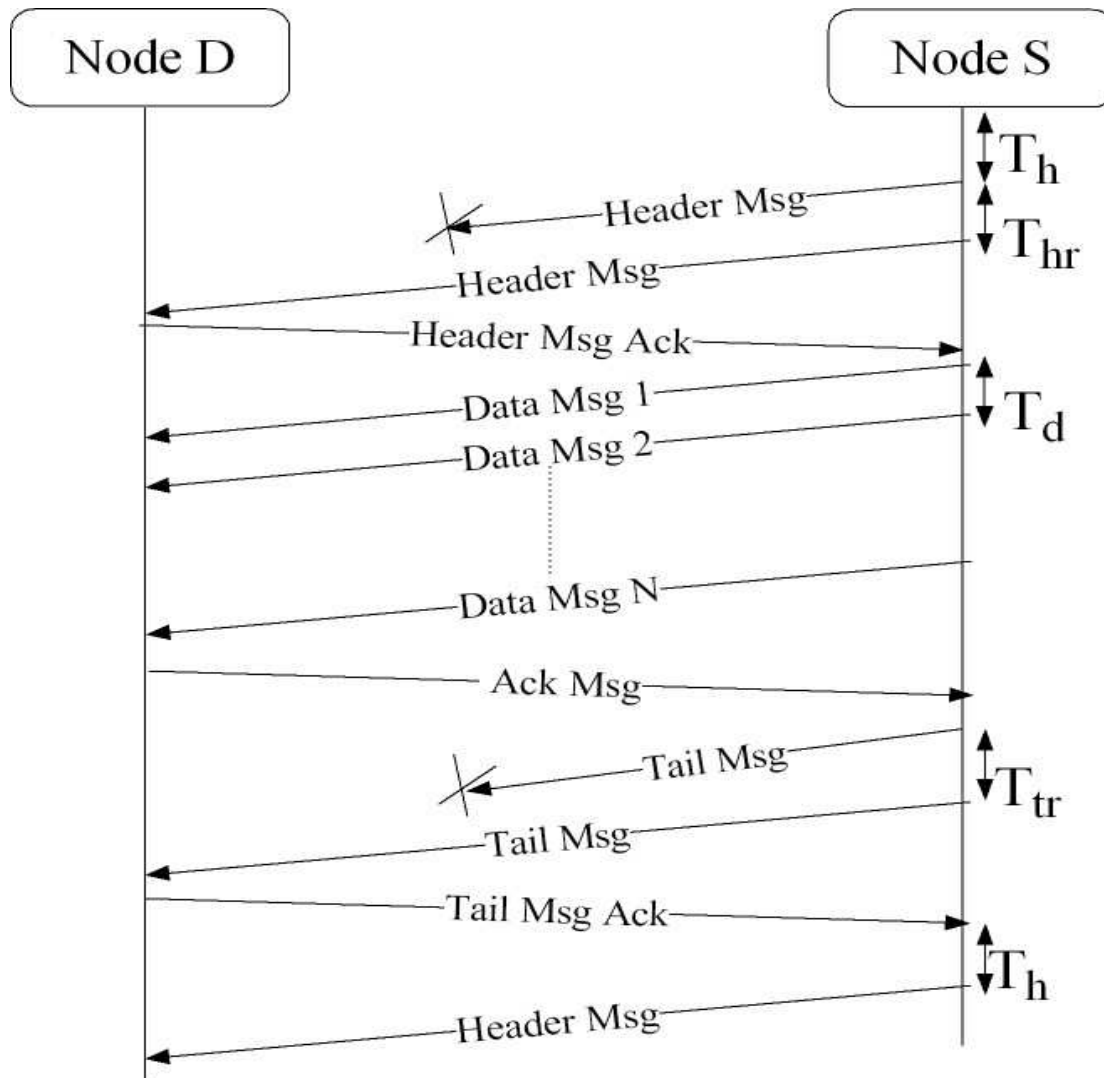 Node D
Node S
T_h
Header Msg
T_hr
Header Msg
Header Msg Ack
Data Msg 1
T_d
Data Msg 2
Data Msg N
Ack Msg
Tail Msg
T_tr
Tail Msg
Tail Msg Ack
T_h
Header Msg